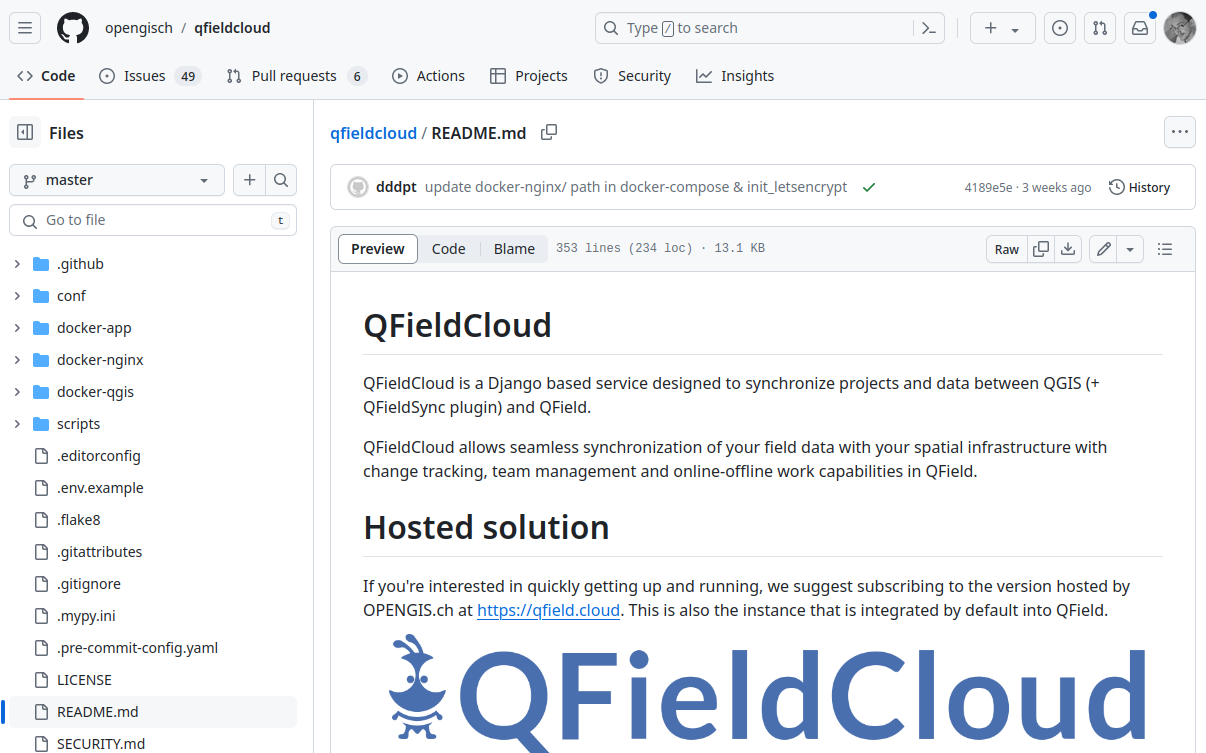 opengisch / qfieldcloud
Type / to search
Code
Issues 49
Pull requests 6
Actions
Projects
Security
Insights
Files
master
Go to file
t
.github
conf
docker-app
docker-nginx
docker-qgis
scripts
.editorconfig
.env.example
.flake8
.gitattributes
.gitignore
.mypy.ini
.pre-commit-config.yaml
LICENSE
README.md
SECURITY.md
qfieldcloud / README.md
dddpt update docker-nginx/ path in docker-compose & init_letsencrypt
4189e5e · 3 weeks ago
History
Preview
Code
Blame
353 lines (234 loc) · 13.1 KB
Raw
QFieldCloud
QFieldCloud is a Django based service designed to synchronize projects and data between QGIS (+
QFieldSync plugin) and QField.
QFieldCloud allows seamless synchronization of your field data with your spatial infrastructure with
change tracking, team management and online-offline work capabilities in QField.
Hosted solution
If you're interested in quickly getting up and running, we suggest subscribing to the version hosted by
OPENGIS.ch at https://qfield.cloud. This is also the instance that is integrated by default into QField.
QFieldCloud